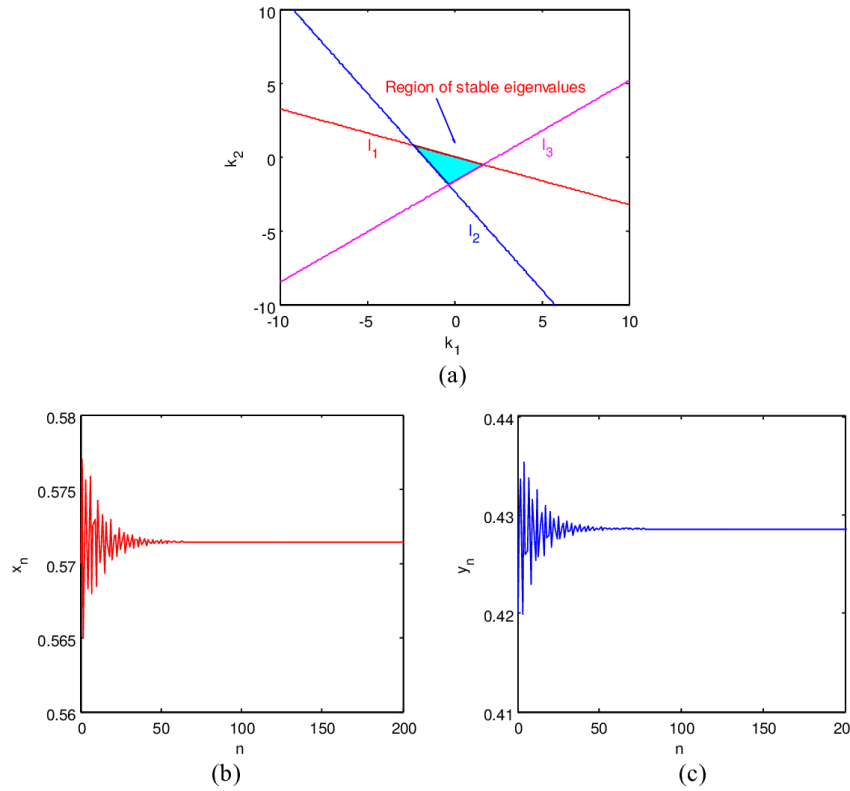 10
Region of stable eigenvalues
5
l1
l3
k2
0
l2
-5
-10
-10 -5 0 5 10
k1
(a)
0.58
0.575
0.57
0.565
0.56
xn
0 50 100 150 200
n
(b)
0.44
0.43
0.42
0.41
yn
0 50 100 150 20
n
(c)